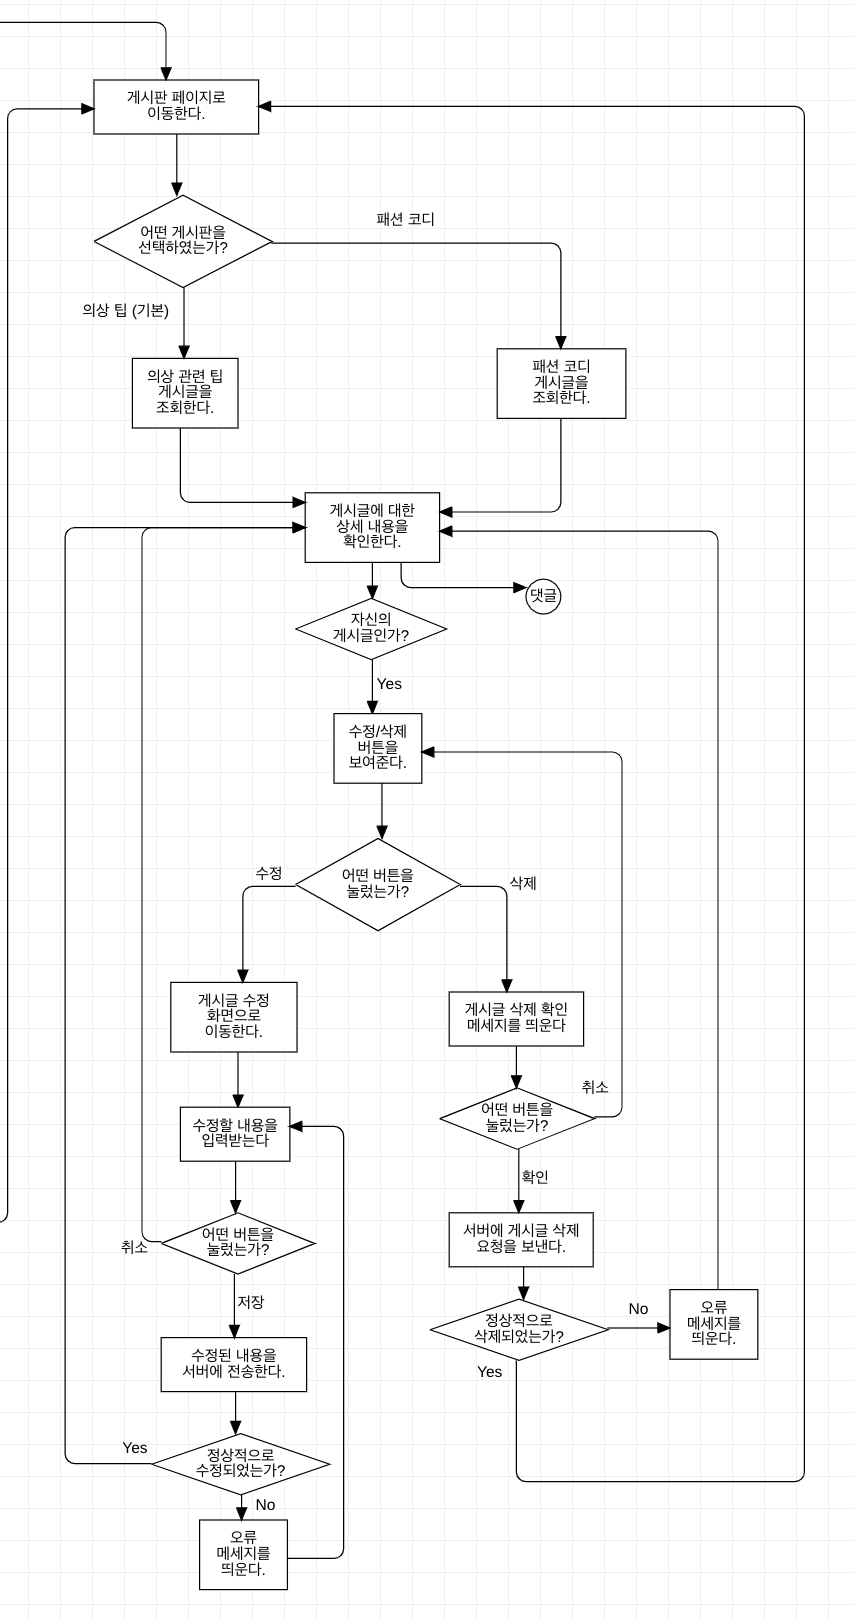 게시판 페이지로
이동한다.
어떤 게시판을
선택하였는가?
패션 코디
의상 팁 (기본)
의상 관련 팁
게시글을
조회한다.
패션 코디
게시글을
조회한다.
게시글에 대한
상세 내용을
확인한다.
댓글
자신의
게시글인가?
Yes
수정/삭제
버튼을
보여준다.
어떤 버튼을
눌렀는가?
수정
삭제
게시글 수정
화면으로
이동한다.
게시글 삭제 확인
메세지를 띄운다
수정할 내용을
입력받는다
어떤 버튼을
눌렀는가?
취소
확인
어떤 버튼을
눌렀는가?
취소
저장
서버에 게시글 삭제
요청을 보낸다.
정상적으로
삭제되었는가?
No
Yes
오류
메세지를
띄운다.
수정된 내용을
서버에 전송한다.
정상적으로
수정되었는가?
Yes
No
오류
메세지를
띄운다.